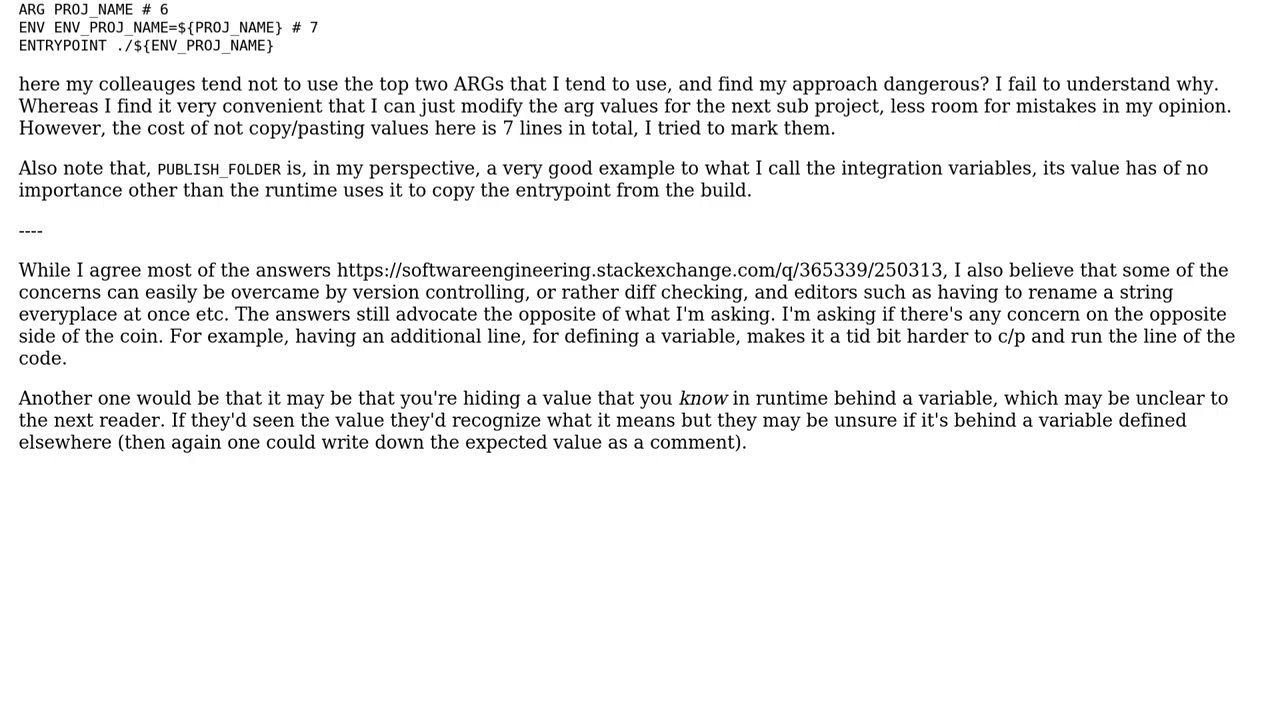 ARG PROJ_NAME # 6
ENV ENV_PROJ_NAME=${PROJ_NAME} # 7
ENTRYPOINT ./${ENV_PROJ_NAME}
here my colleauges tend not to use the top two ARGs that I tend to use, and find my approach dangerous? I fail to understand why.
Whereas I find it very convenient that I can just modify the arg values for the next sub project, less room for mistakes in my opinion.
However, the cost of not copy/pasting values here is 7 lines in total, I tried to mark them.
Also note that, PUBLISH_FOLDER is, in my perspective, a very good example to what I call the integration variables, its value has of no
importance other than the runtime uses it to copy the entrypoint from the build.
----
While I agree most of the answers https://softwareengineering.stackexchange.com/q/365339/250313, I also believe that some of the
concerns can easily be overcame by version controlling, or rather diff checking, and editors such as having to rename a string
everyplace at once etc. The answers still advocate the opposite of what I'm asking. I'm asking if there's any concern on the opposite
side of the coin. For example, having an additional line, for defining a variable, makes it a tid bit harder to c/p and run the line of the
code.
Another one would be that it may be that you're hiding a value that you know in runtime behind a variable, which may be unclear to
the next reader. If they'd seen the value they'd recognize what it means but they may be unsure if it's behind a variable defined
elsewhere (then again one could write down the expected value as a comment).